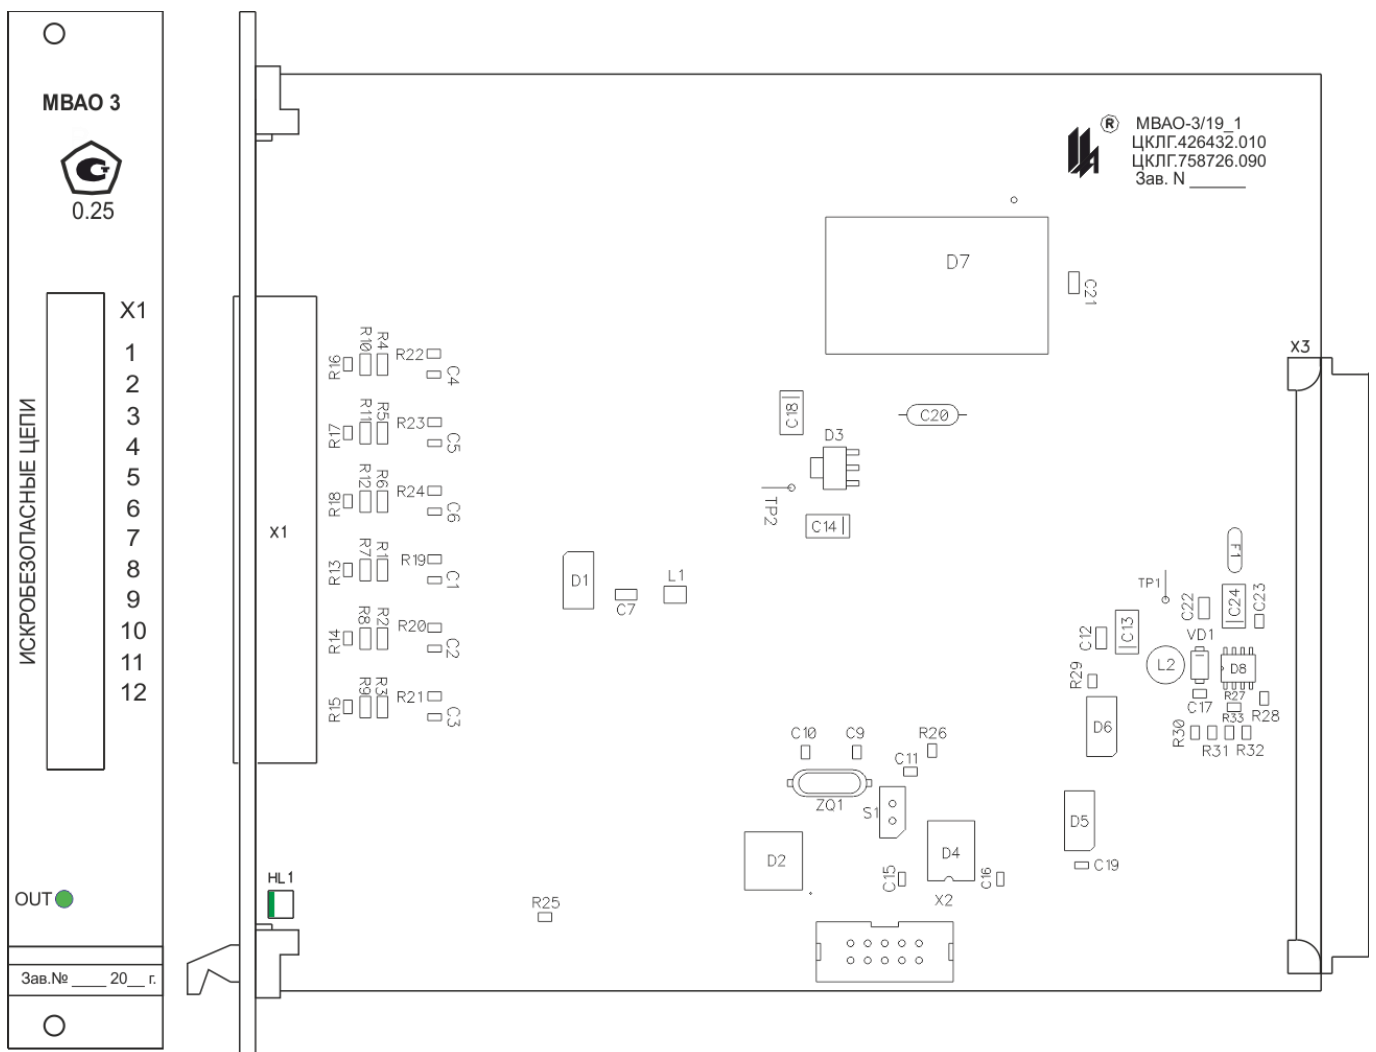 МВАО 3
0.25
X1
1
2
3
4
5
6
7
8
9
10
11
12
ИСКРОБЕЗОПАСНЫЕ ЦЕПИ
OUT
Зав.№ ____ 20__ г.
® МВАО-3/19_1
ЦКЛГ.426432.010
ЦКЛГ.758726.090
Зав. N ______
D7
C21
X3
R16 R10 R4 R22 C4
R17 R11 R5 R23 C5
R18 R12 R6 R24 C6
R13 R7 R1 R19 C1
R14 R8 R2 R20 C2
R15 R9 R3 R21 C3
X1
C18
C20
D3
TP2
C14
D1
C7
L1
F1
TP1
C22
C24
C23
C12
C13
VD1
L2
D8
R29
C17
R27
R28
D6
R30
R31
R33
R32
C10
C9
R26
C11
ZQ1
S1
D5
D2
D4
C15
C16
C19
X2
HL1
R25